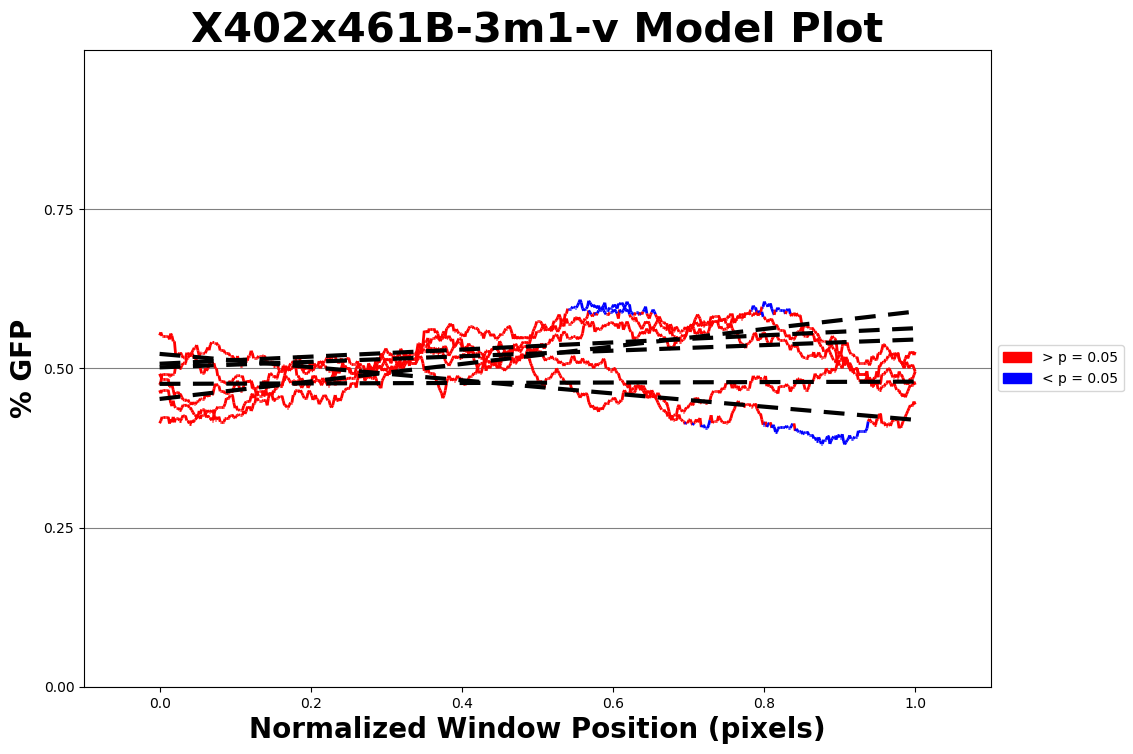 X402x461B-3m1-v Model Plot
% GFP
0.75
0.50
0.25
0.00
0.0 0.2 0.4 0.6 0.8 1.0
Normalized Window Position (pixels)
> p = 0.05
< p = 0.05